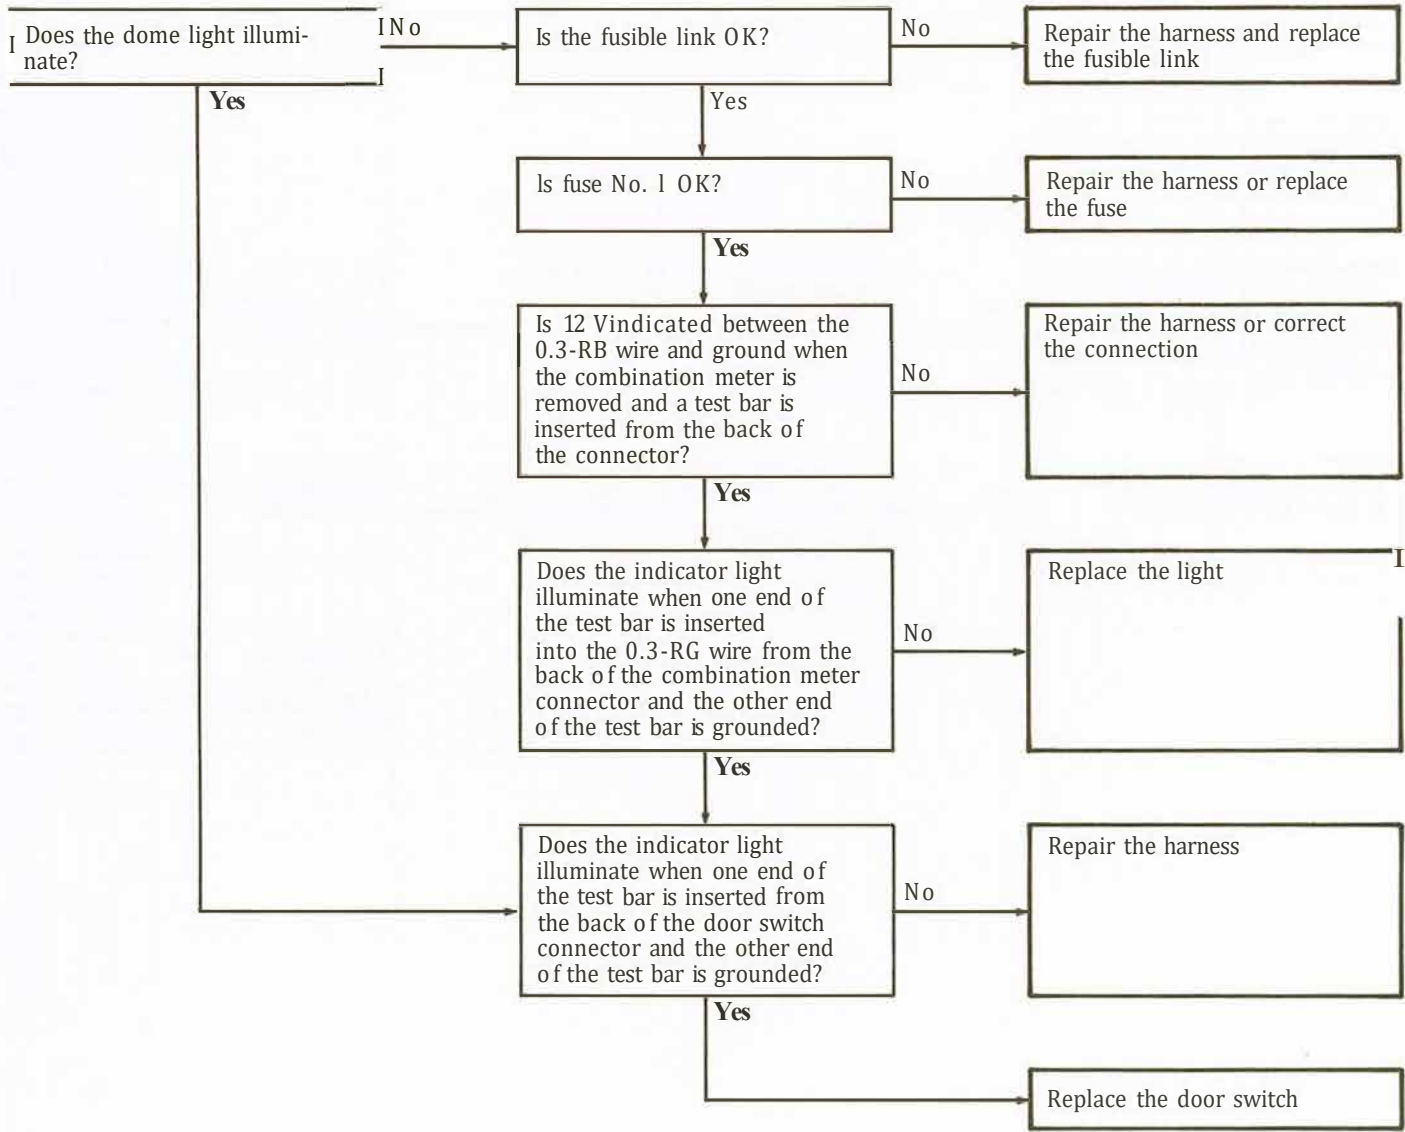 Does the dome light illumi-
nate?
No
Is the fusible link OK?
No
Repair the harness and replace
the fusible link
Yes
Yes
Is fuse No. 1 OK?
No
Repair the harness or replace
the fuse
Yes
Is 12 Vindicated between the
0.3-RB wire and ground when
the combination meter is
removed and a test bar is
inserted from the back of
the connector?
No
Repair the harness or correct
the connection
Yes
Does the indicator light
illuminate when one end of
the test bar is inserted
into the 0.3-RG wire from the
back of the combination meter
connector and the other end
of the test bar is grounded?
No
Replace the light
Yes
Does the indicator light
illuminate when one end of
the test bar is inserted from
the back of the door switch
connector and the other end
of the test bar is grounded?
No
Repair the harness
Yes
Replace the door switch